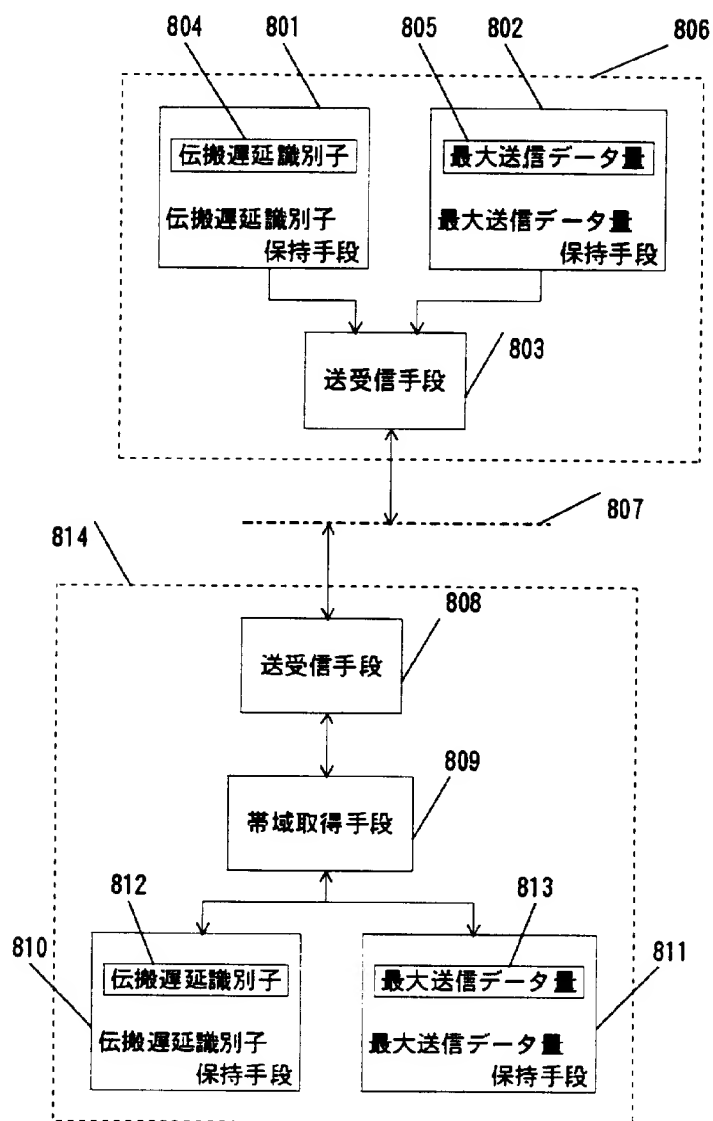 804
801
805
802
806
伝搬遅延識別子
伝搬遅延識別子
保持手段
最大送信データ量
最大送信データ量
保持手段
送受信手段
803
807
814
送受信手段
808
帯域取得手段
809
812
813
810
811
伝搬遅延識別子
伝搬遅延識別子
保持手段
最大送信データ量
最大送信データ量
保持手段